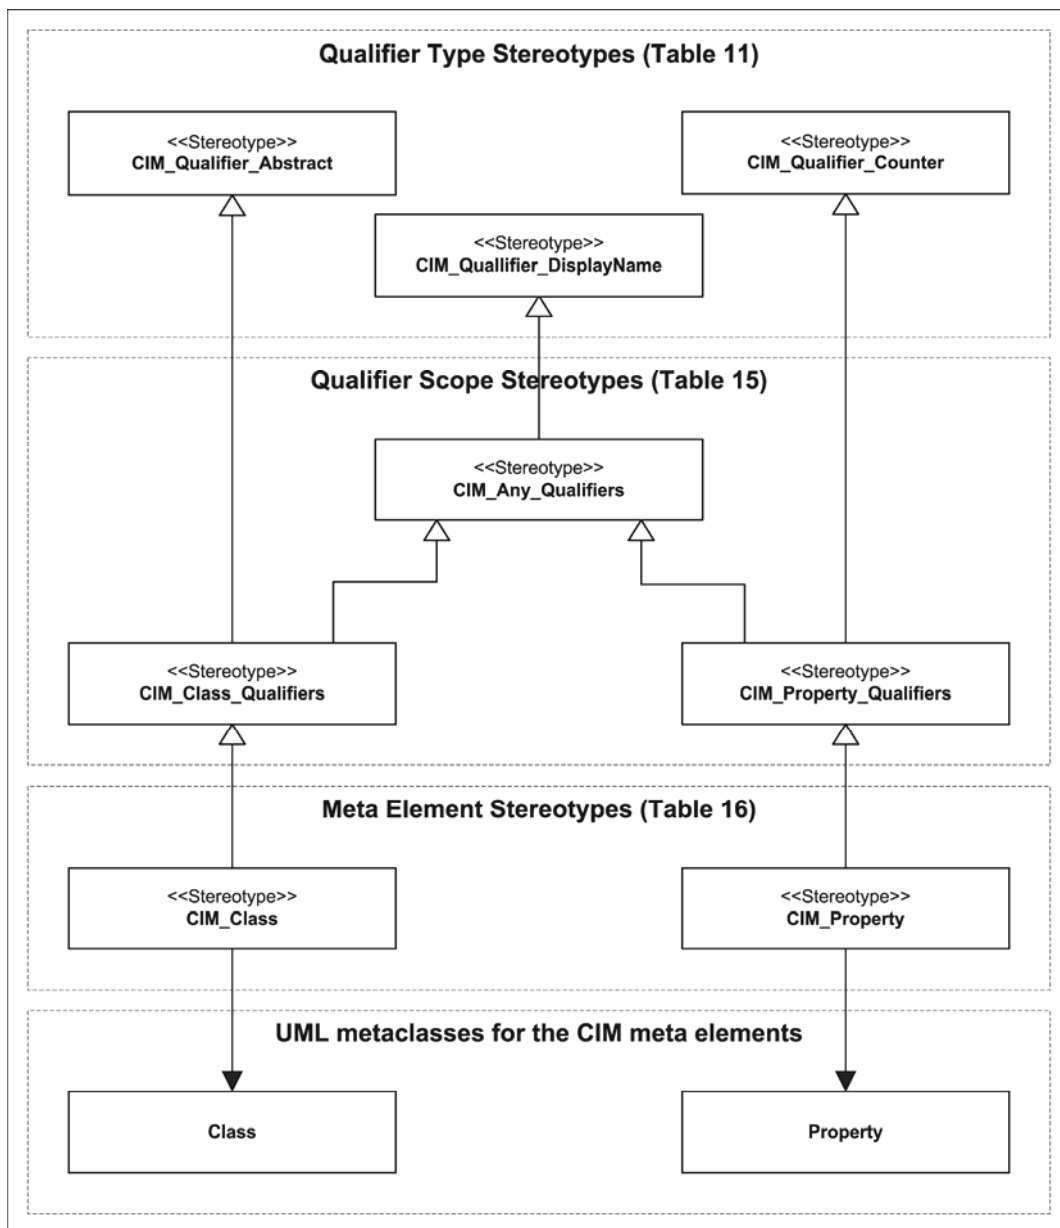 Qualifier Type Stereotypes (Table 11)
<<Stereotype>>
CIM_Qualifier_Abstract
<<Stereotype>>
CIM_Qualifier_Counter
<<Stereotype>>
CIM_Quallifier_DisplayName
Qualifier Scope Stereotypes (Table 15)
<<Stereotype>>
CIM_Any_Qualifiers
<<Stereotype>>
CIM_Class_Qualifiers
<<Stereotype>>
CIM_Property_Qualifiers
Meta Element Stereotypes (Table 16)
<<Stereotype>>
CIM_Class
<<Stereotype>>
CIM_Property
UML metaclasses for the CIM meta elements
Class
Property